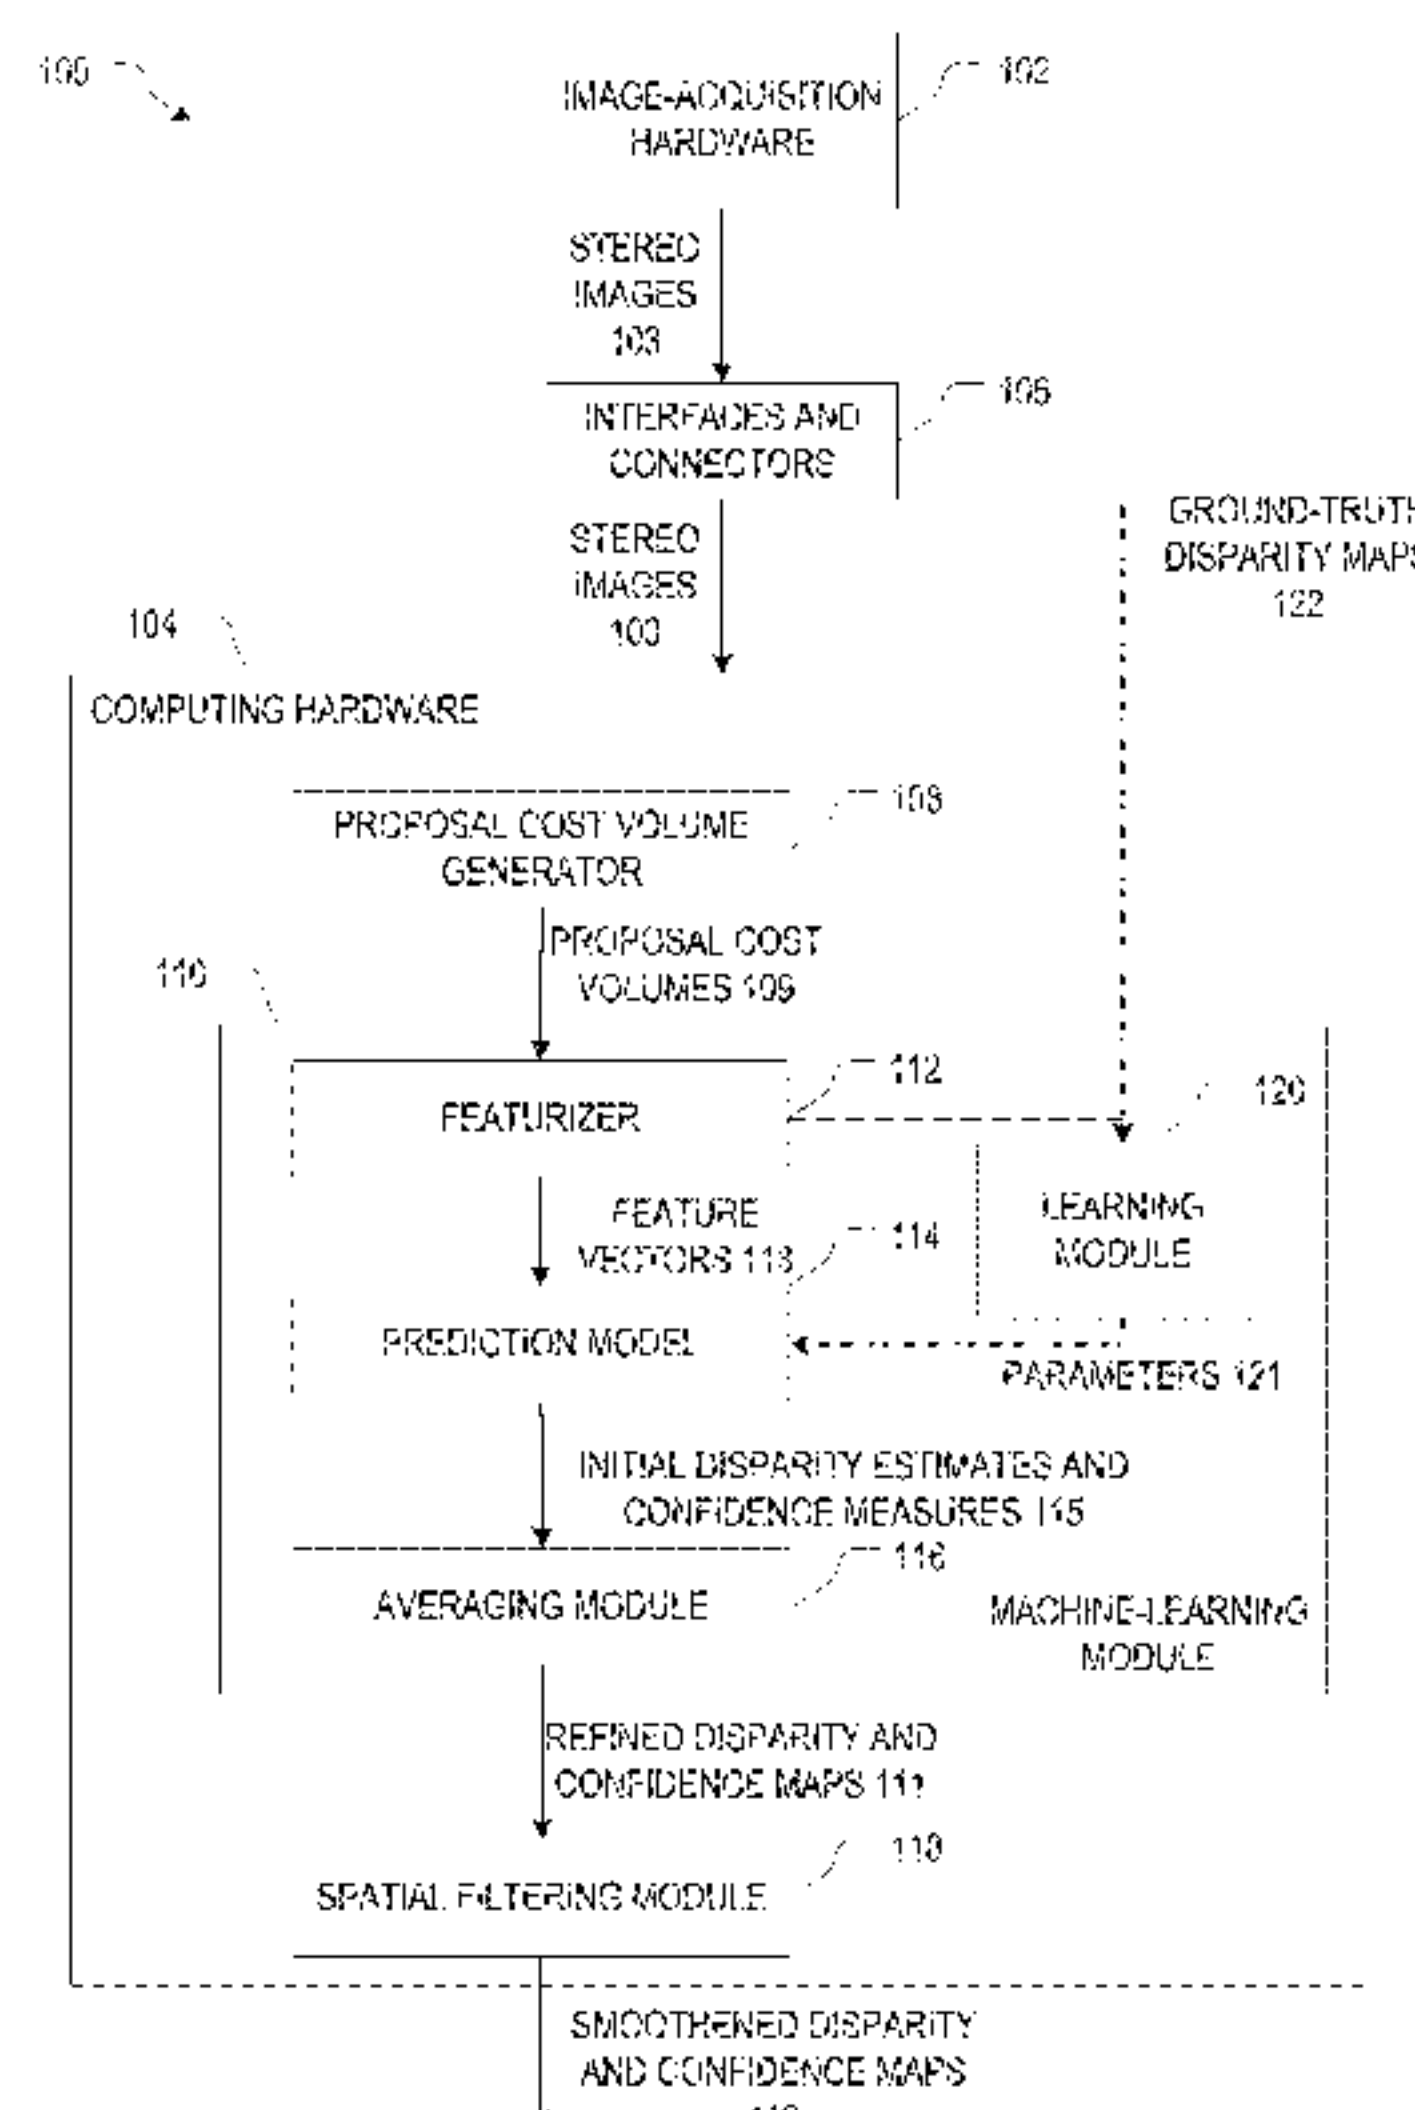 100
IMAGE-ACQUISITION
HARDWARE
102
STEREO
IMAGES
103
INTERFACES AND
CONNECTORS
106
STEREO
IMAGES
103
GROUND-TRUTH
DISPARITY MAPS
122
104
COMPUTING HARDWARE
PROPOSAL COST VOLUME
GENERATOR
108
PROPOSAL COST
VOLUMES 109
110
FEATURIZER
112
120
FEATURE
VECTORS 113
114
LEARNING
MODULE
PREDICTION MODEL
PARAMETERS 121
INITIAL DISPARITY ESTIMATES AND
CONFIDENCE MEASURES 115
AVERAGING MODULE
116
MACHINE-LEARNING
MODULE
REFINED DISPARITY AND
CONFIDENCE MAPS 111
SPATIAL FILTERING MODULE
118
SMOOTHENED DISPARITY
AND CONFIDENCE MAPS